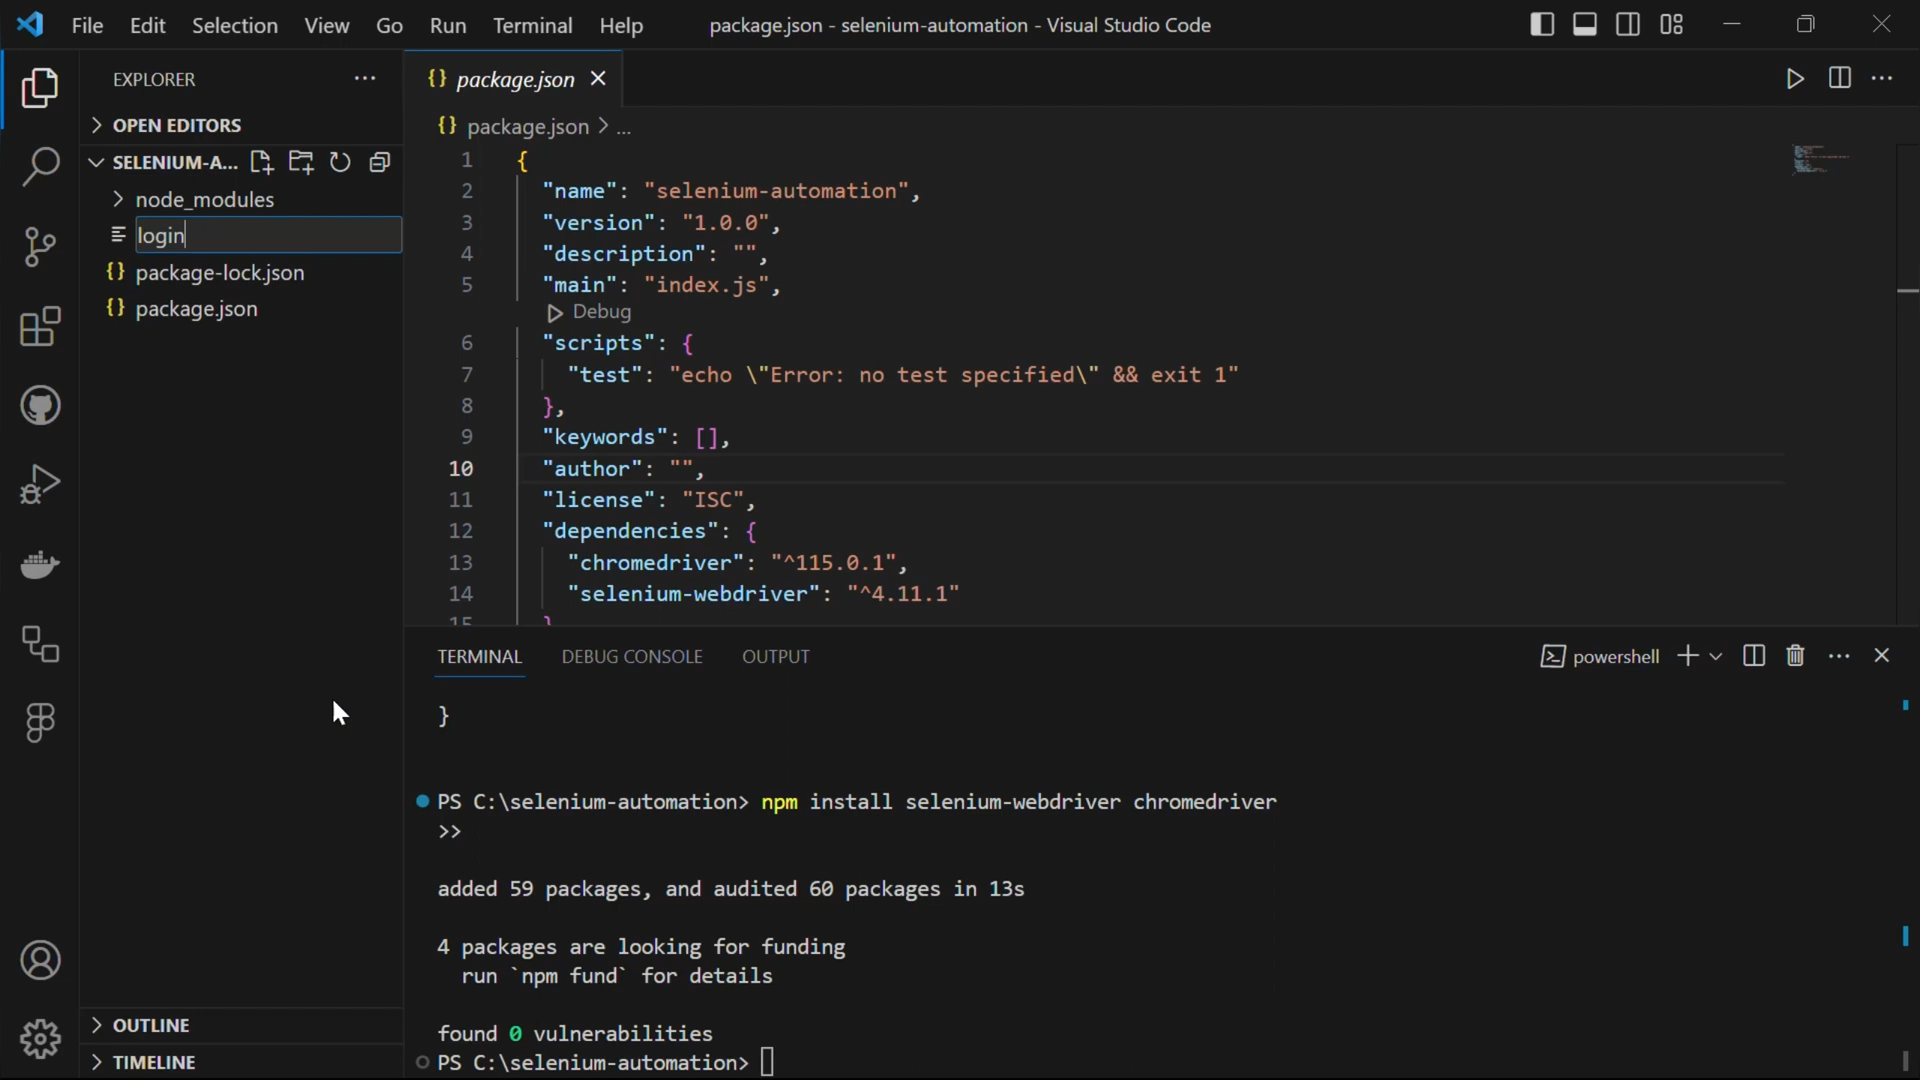 File Edit Selection View Go Run Terminal Help package.json - selenium-automation - Visual Studio Code
EXPLORER
OPEN EDITORS
SELENIUM-A...
node_modules
login
package-lock.json
package.json
OUTLINE
TIMELINE
{} package.json
{} package.json > ...
1 {
2 "name": "selenium-automation",
3 "version": "1.0.0",
4 "description": "",
5 "main": "index.js",
Debug
6 "scripts": {
7 "test": "echo \"Error: no test specified\" && exit 1"
8 },
9 "keywords": [],
10 "author": "",
11 "license": "ISC",
12 "dependencies": {
13 "chromedriver": "^115.0.1",
14 "selenium-webdriver": "^4.11.1"
15 }
TERMINAL DEBUG CONSOLE OUTPUT powershell
}
PS C:\selenium-automation> npm install selenium-webdriver chromedriver
>>
added 59 packages, and audited 60 packages in 13s
4 packages are looking for funding
run `npm fund` for details
found 0 vulnerabilities
PS C:\selenium-automation>